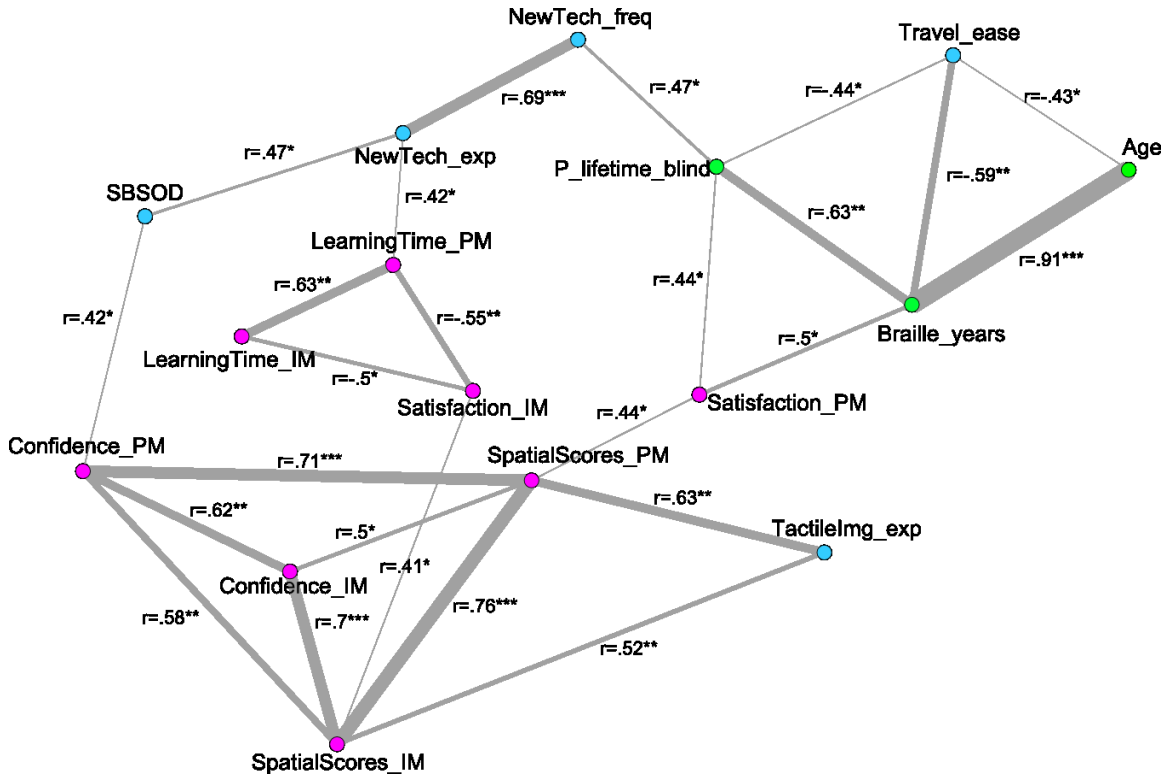 NewTech_freq
Travel_ease
r=.47*
r=-.44*
r=-.43*
r=.69***
Age
r=.47*
NewTech_exp
P_lifetime_blind
r=-.59**
SBSOD
r=.42*
r=.63**
LearningTime_PM
r=.91***
r=.63**
r=.44*
r=.42*
r=-.55**
Braille_years
r=.5*
LearningTime_IM
r=-.5*
Satisfaction_IM
Satisfaction_PM
r=.44*
Confidence_PM
SpatialScores_PM
r=.71***
r=.63**
r=.62**
TactileImg_exp
r=.5*
r=.41*
Confidence_IM
r=.76***
r=.58**
r=.7***
r=.52**
SpatialScores_IM